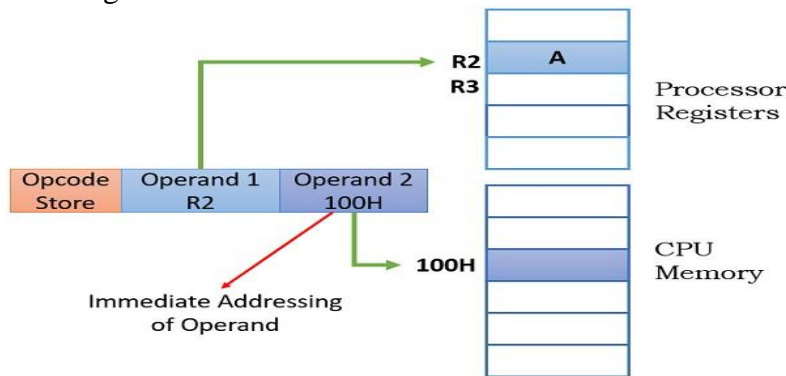 R2
A
R3
Processor
Registers
Opcode
Store
Operand 1
R2
Operand 2
100H
100H
CPU
Memory
Immediate Addressing
of Operand